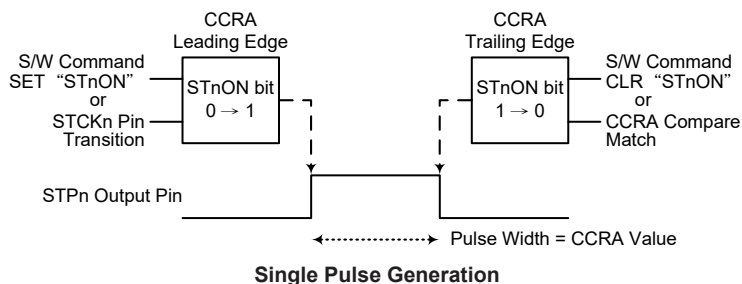 CCRA
Leading Edge
S/W Command
SET “STnON”
or
STCKn Pin
Transition
STnON bit
0 → 1
CCRA
Trailing Edge
STnON bit
1 → 0
S/W Command
CLR “STnON”
or
CCRA Compare
Match
STPn Output Pin
Pulse Width = CCRA Value
Single Pulse Generation